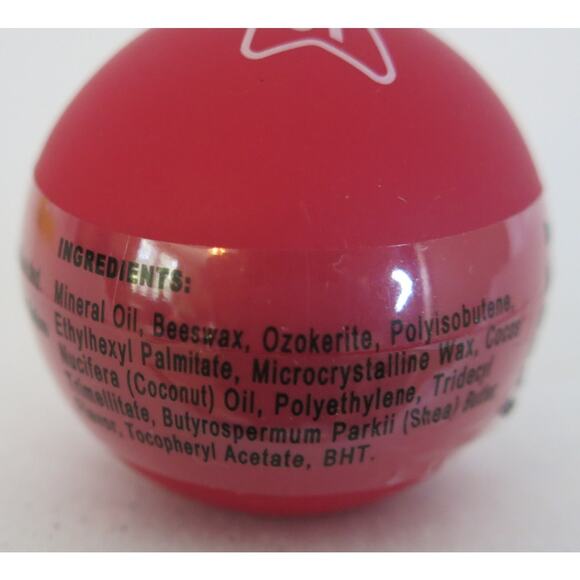 INGREDIENTS:
Mineral Oil, Beeswax, Ozokerite, Polyisobutene,
Ethylhexyl Palmitate, Microcrystalline Wax, Cocos
Nucifera (Coconut) Oil, Polyethylene, Tridecyl
Trimellitate, Butyrospermum Parkii (Shea) Butter,
Flavor, Tocopheryl Acetate, BHT.